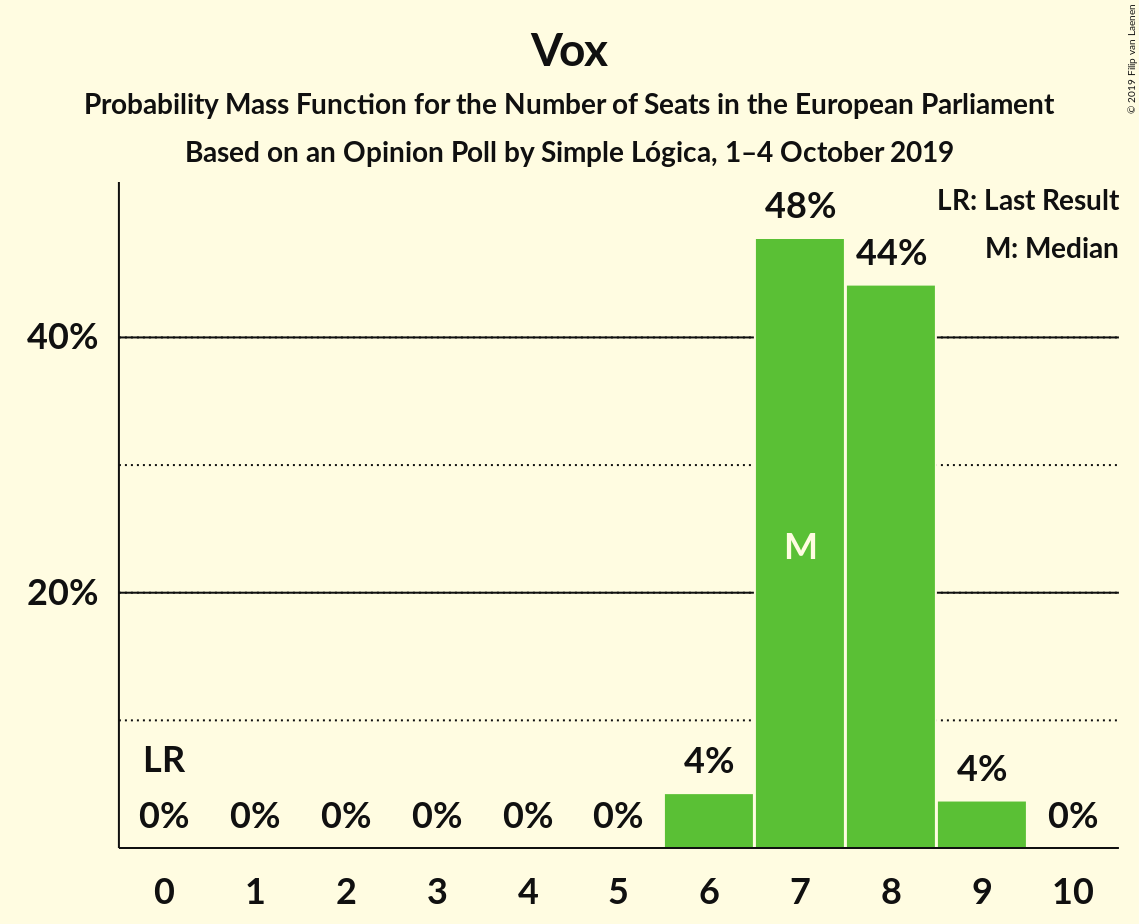 Vox
Probability Mass Function for the Number of Seats in the European Parliament
Based on an Opinion Poll by Simple Lógica, 1–4 October 2019
© 2019 Filip van Laenen
LR: Last Result
M: Median
48%
44%
40%
M
20%
LR
4%
4%
0% 0% 0% 0% 0% 0% 0%
0 1 2 3 4 5 6 7 8 9 10